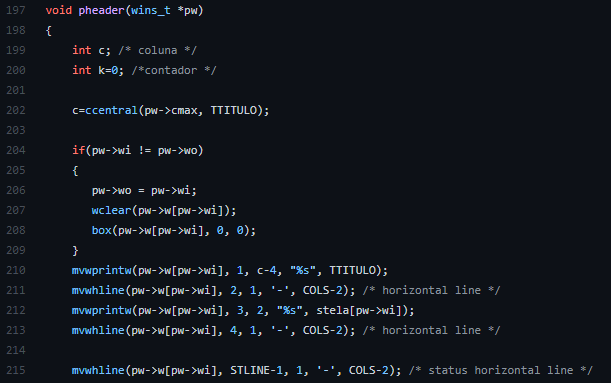 197 void pheader(wins_t *pw)
198 {
199     int c; /* coluna */
200     int k=0; /*contador */
201
202     c=ccentral(pw->cmax, TTITULO);
203
204     if(pw->wi != pw->wo)
205     {
206        pw->wo = pw->wi;
207        wclear(pw->w[pw->wi]);
208        box(pw->w[pw->wi], 0, 0);
209     }
210     mvwprintw(pw->w[pw->wi], 1, c-4, "%s", TTITULO);
211     mvwhline(pw->w[pw->wi], 2, 1, '-', COLS-2); /* horizontal line */
212     mvwprintw(pw->w[pw->wi], 3, 2, "%s", stela[pw->wi]);
213     mvwhline(pw->w[pw->wi], 4, 1, '-', COLS-2); /* horizontal line */
214
215     mvwhline(pw->w[pw->wi], STLINE-1, 1, '-', COLS-2); /* status horizontal line */